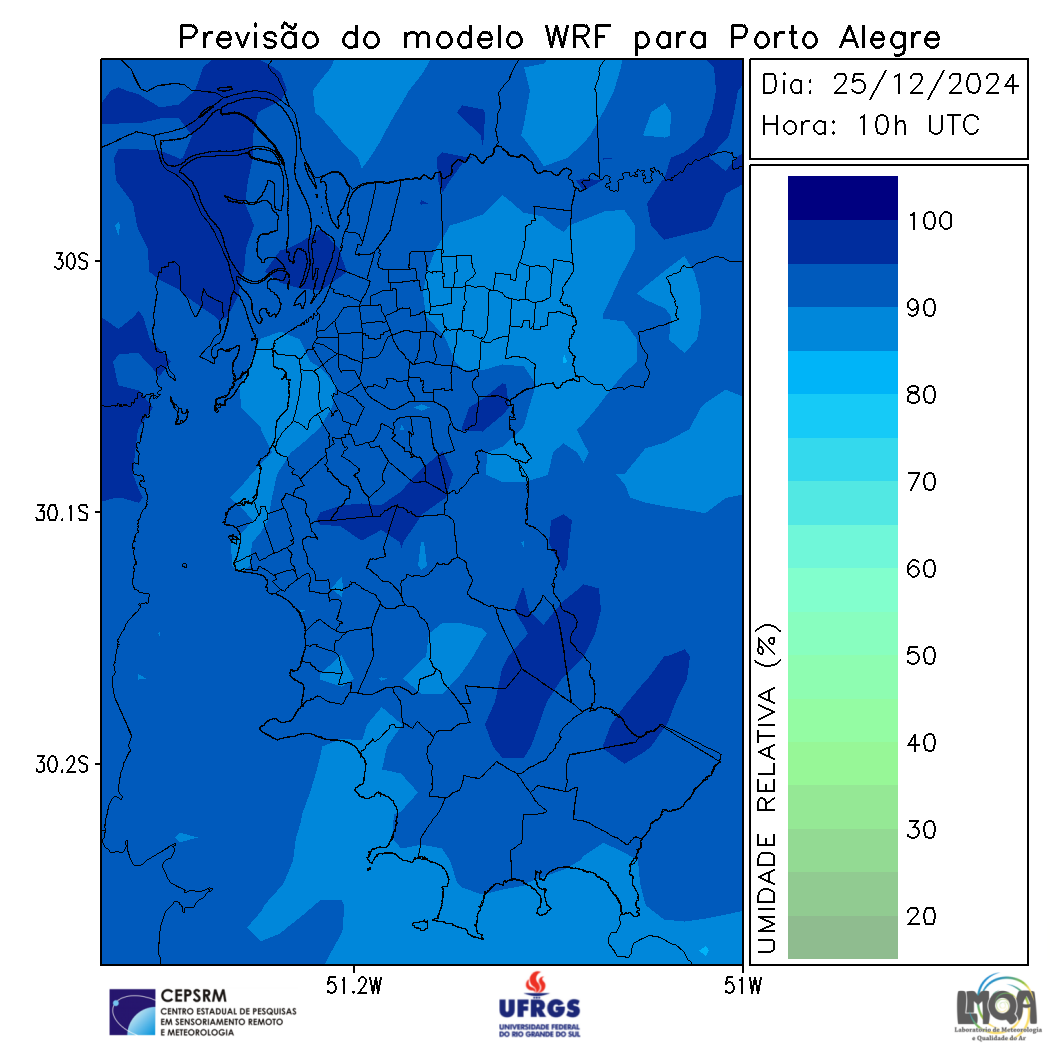 Previsão do modelo WRF para Porto Alegre
Dia: 25/12/2024
Hora: 10h UTC
30S
30.1S
30.2S
51.2W
51W
UMIDADE RELATIVA (%)
100
90
80
70
60
50
40
30
20
CEPSRM
CENTRO ESTADUAL DE PESQUISAS
EM SENSORIAMENTO REMOTO
E METEOROLOGIA
UFRGS
UNIVERSIDADE FEDERAL
DO RIO GRANDE DO SUL
LMQA
Laboratório de Meteorologia
e Qualidade do Ar